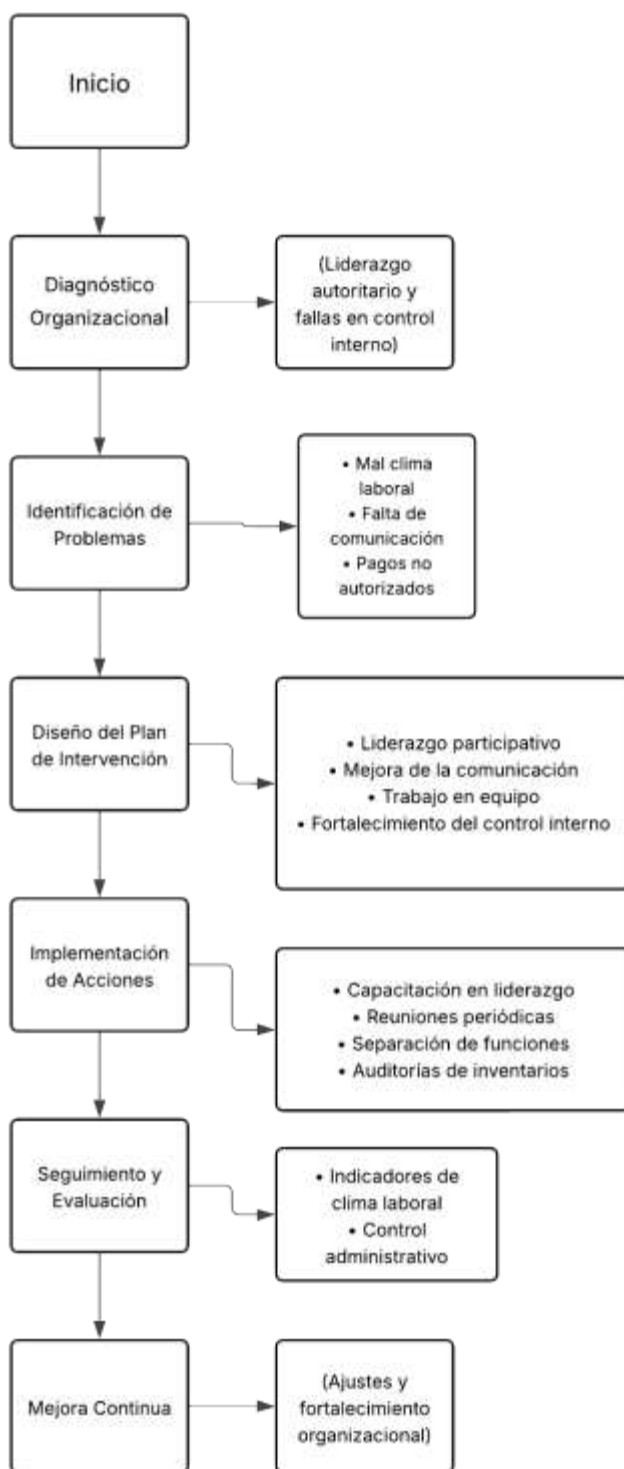 Inicio
Diagnóstico
Organizacional
(Liderazgo
autoritario y
fallas en control
interno)
Identificación de
Problemas
• Mal clima
laboral
• Falta de
comunicación
• Pagos no
autorizados
Diseño del Plan
de Intervención
• Liderazgo participativo
• Mejora de la comunicación
• Trabajo en equipo
• Fortalecimiento del control interno
Implementación
de Acciones
• Capacitación en liderazgo
• Reuniones periódicas
• Separación de funciones
• Auditorías de inventarios
Seguimiento y
Evaluación
• Indicadores de
clima laboral
• Control
administrativo
Mejora Continua
(Ajustes y
fortalecimiento
organizacional)